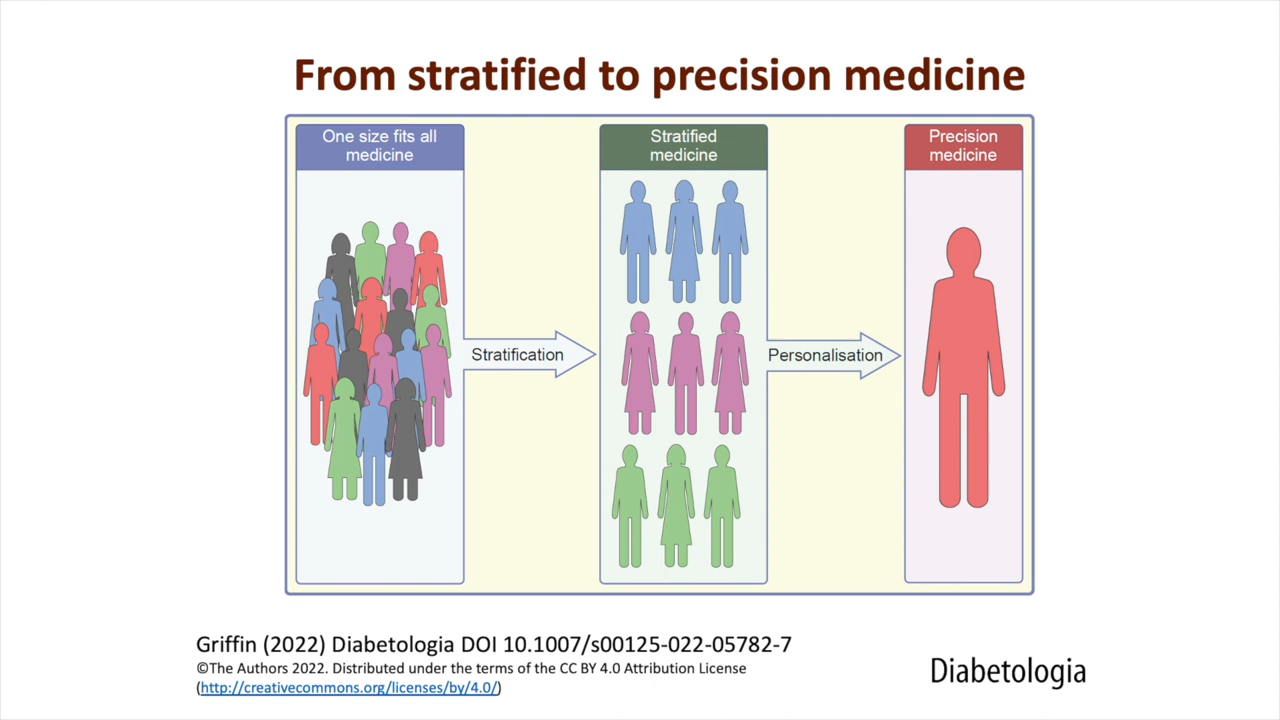 From stratified to precision medicine
One size fits all
medicine
Stratified
medicine
Precision
medicine
Stratification
Personalisation
Griffin (2022) Diabetologia DOI 10.1007/s00125-022-05782-7
©The Authors 2022. Distributed under the terms of the CC BY 4.0 Attribution License
(http://creativecommons.org/licenses/by/4.0/)
Diabetologia